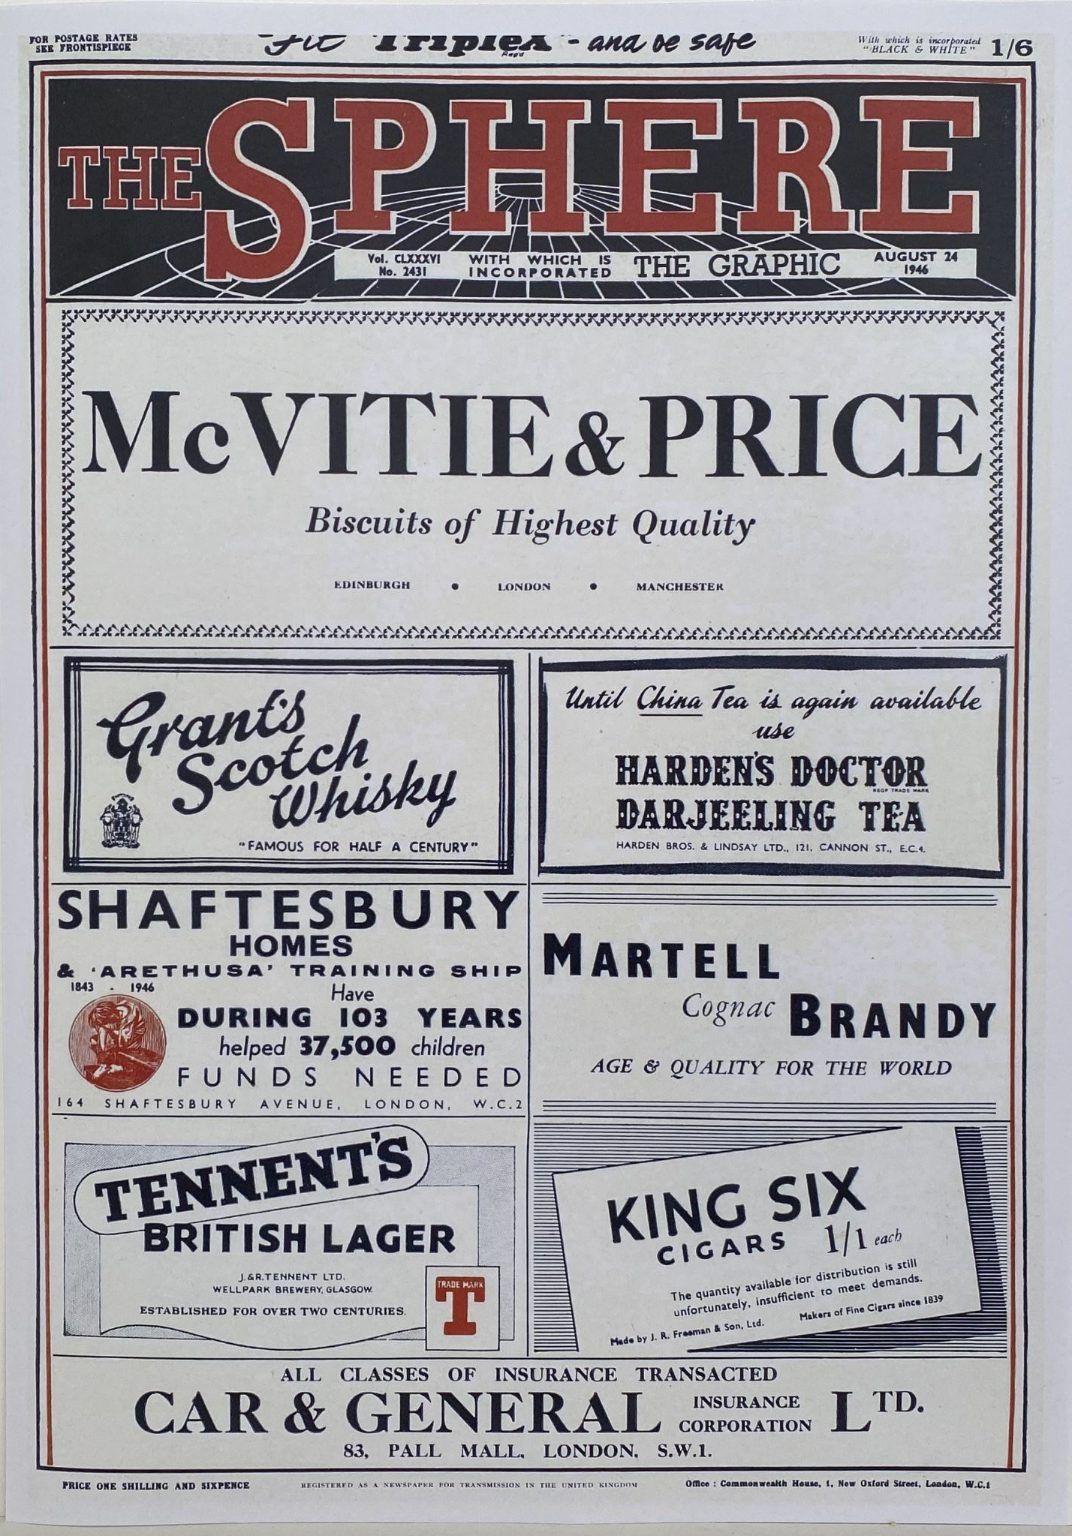 FOR POSTAGE RATES
SEE FRONTISPIECE
Fit Triplex - and be safe
Regd
With which is incorporated
"BLACK & WHITE"
1/6
THE SPHERE
Vol. CLXXXVI
No. 2431
WITH WHICH IS
INCORPORATED
THE GRAPHIC
AUGUST 24
1946
McVITIE & PRICE
Biscuits of Highest Quality
EDINBURGH • LONDON • MANCHESTER
Grant's
Scotch
Whisky
"FAMOUS FOR HALF A CENTURY"
Until China Tea is again available
use
HARDEN'S DOCTOR
REGD TRADE MARK
DARJEELING TEA
HARDEN BROS. & LINDSAY LTD., 121, CANNON ST., E.C.4.
SHAFTESBURY
HOMES
& 'ARETHUSA' TRAINING SHIP
1843 - 1946
Have
DURING 103 YEARS
helped 37,500 children
FUNDS NEEDED
164 SHAFTESBURY AVENUE, LONDON, W.C.2
MARTELL
Cognac BRANDY
AGE & QUALITY FOR THE WORLD
TENNENT'S
BRITISH LAGER
J.&R.TENNENT LTD.
WELLPARK BREWERY, GLASGOW.
ESTABLISHED FOR OVER TWO CENTURIES.
TRADE MARK
T
KING SIX
CIGARS 1/1 each
The quantity available for distribution is still
unfortunately, insufficient to meet demands.
Made by J. R. Freeman & Son, Ltd. Makers of Fine Cigars since 1839
ALL CLASSES OF INSURANCE TRANSACTED
CAR & GENERAL INSURANCE CORPORATION LTD.
83, PALL MALL, LONDON, S.W.1.
PRICE ONE SHILLING AND SIXPENCE
REGISTERED AS A NEWSPAPER FOR TRANSMISSION IN THE UNITED KINGDOM
Office : Commonwealth House, 1, New Oxford Street, London, W.C.1